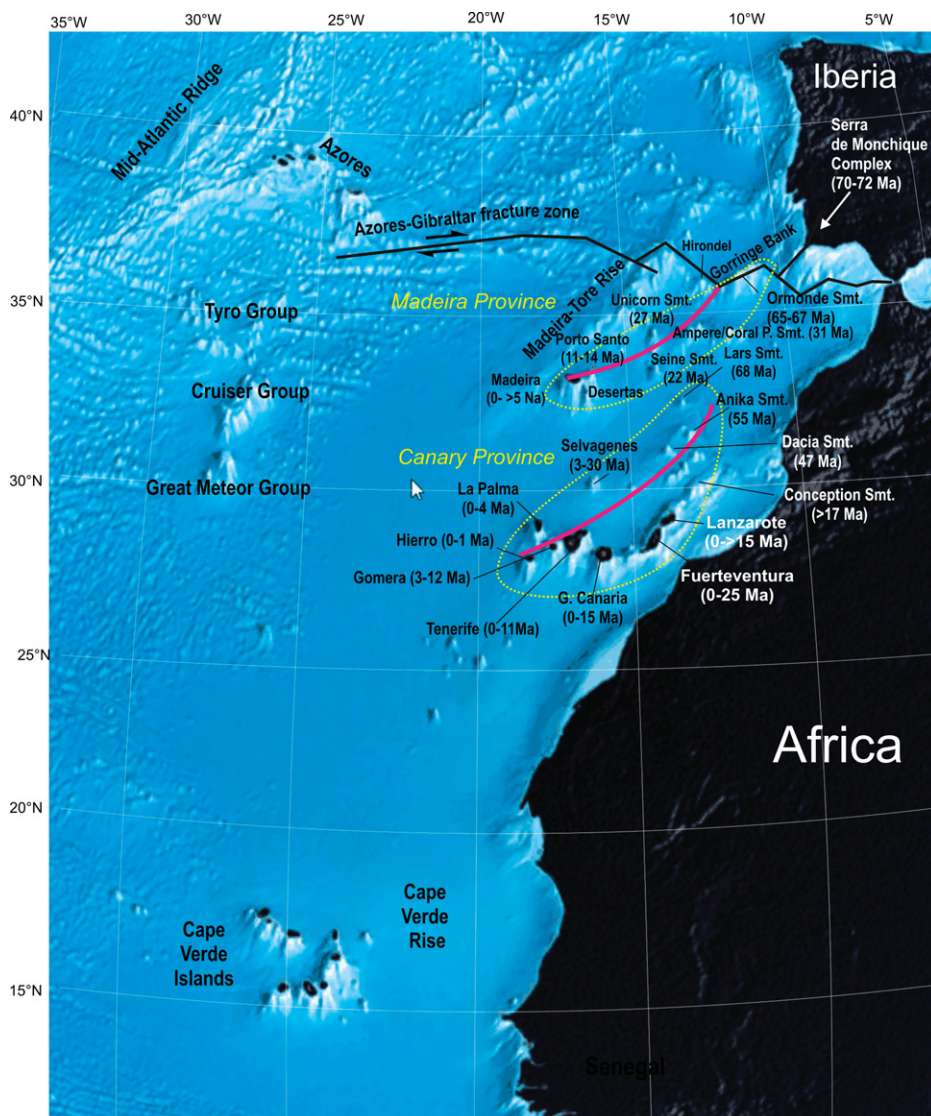 35°W
30°W
25°W
20°W
15°W
10°W
5°W
Iberia
40°N
Mid-Atlantic Ridge
Azores
Serra
de Monchique
Complex
(70-72 Ma)
Azores-Gibraltar fracture zone
Hirondel
Gorringe Bank
35°N
Madeira Province
Madeira-Tore Rise
Unicorn Smt.
(27 Ma)
Ormonde Smt.
(65-67 Ma)
Tyro Group
Ampere/Coral P. Smt. (31 Ma)
Porto Santo
(11-14 Ma)
Lars Smt.
(68 Ma)
Seine Smt.
(22 Ma)
Madeira
(0- >5 Na)
Desertas
Cruiser Group
Anika Smt.
(55 Ma)
Canary Province
Selvagenes
(3-30 Ma)
Dacia Smt.
(47 Ma)
30°N
Great Meteor Group
La Palma
(0-4 Ma)
Conception Smt.
(>17 Ma)
Lanzarote
(0->15 Ma)
Hierro (0-1 Ma)
Gomera (3-12 Ma)
Fuerteventura
(0-25 Ma)
G. Canaria
(0-15 Ma)
Tenerife (0-11Ma)
25°N
Africa
20°N
Cape
Verde
Rise
Cape
Verde
Islands
15°N
Senegal